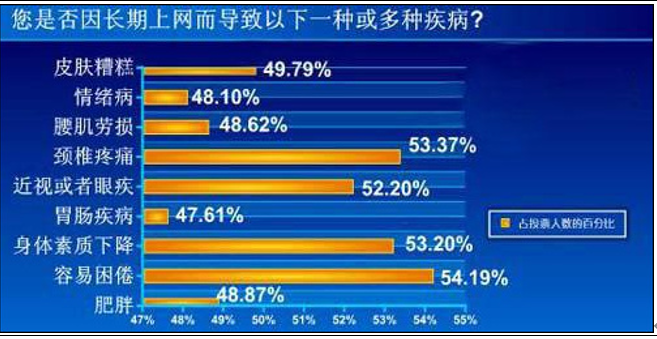 您是否因长期上网而导致以下一种或多种疾病?
皮肤糟糕 49.79%
情绪病 48.10%
腰肌劳损 48.62%
颈椎疼痛 53.37%
近视或者眼疾 52.20%
胃肠疾病 47.61%
身体素质下降 53.20%
容易困倦 54.19%
肥胖 48.87%
47% 48% 49% 50% 51% 52% 53% 54% 55%
占投票人数的百分比